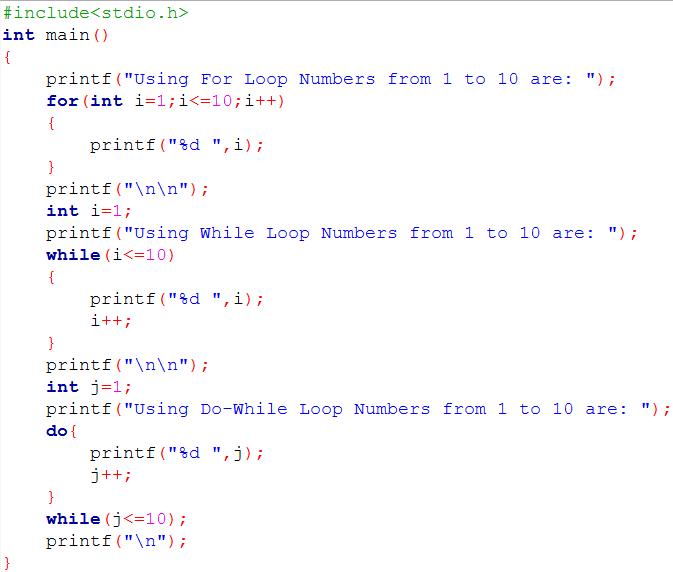 #include<stdio.h>
int main()
{
    printf("Using For Loop Numbers from 1 to 10 are: ");
    for(int i=1;i<=10;i++)
    {
        printf("%d ",i);
    }
    printf("\n\n");
    int i=1;
    printf("Using While Loop Numbers from 1 to 10 are: ");
    while(i<=10)
    {
        printf("%d ",i);
        i++;
    }
    printf("\n\n");
    int j=1;
    printf("Using Do-While Loop Numbers from 1 to 10 are: ");
    do{
        printf("%d ",j);
        j++;
    }
    while(j<=10);
    printf("\n");
}